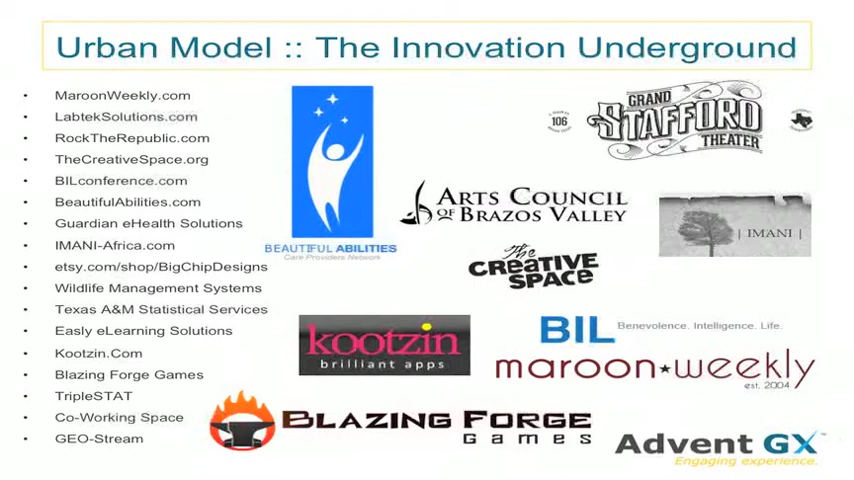 Urban Model :: The Innovation Underground
• MaroonWeekly.com
• LabtekSolutions.com
• RockTheRepublic.com
• TheCreativeSpace.org
• BILconference.com
• BeautifulAbilities.com
• Guardian eHealth Solutions
• IMANI-Africa.com
• etsy.com/shop/BigChipDesigns
• Wildlife Management Systems
• Texas A&M Statistical Services
• Easly eLearning Solutions
• Kootzin.Com
• Blazing Forge Games
• TripleSTAT
• Co-Working Space
• GEO-Stream
BEAUTIFUL ABILITIES
Care Providers Network
106
GRAND
STAFFORD
THEATER
ARTS COUNCIL
OF BRAZOS VALLEY
| IMANI |
The
CReative
SPACE
kootzin
brilliant apps
BIL Benevolence. Intelligence. Life.
maroon★weekly
est. 2004
BLAZING FORGE
Games
Advent GX™
Engaging experience.